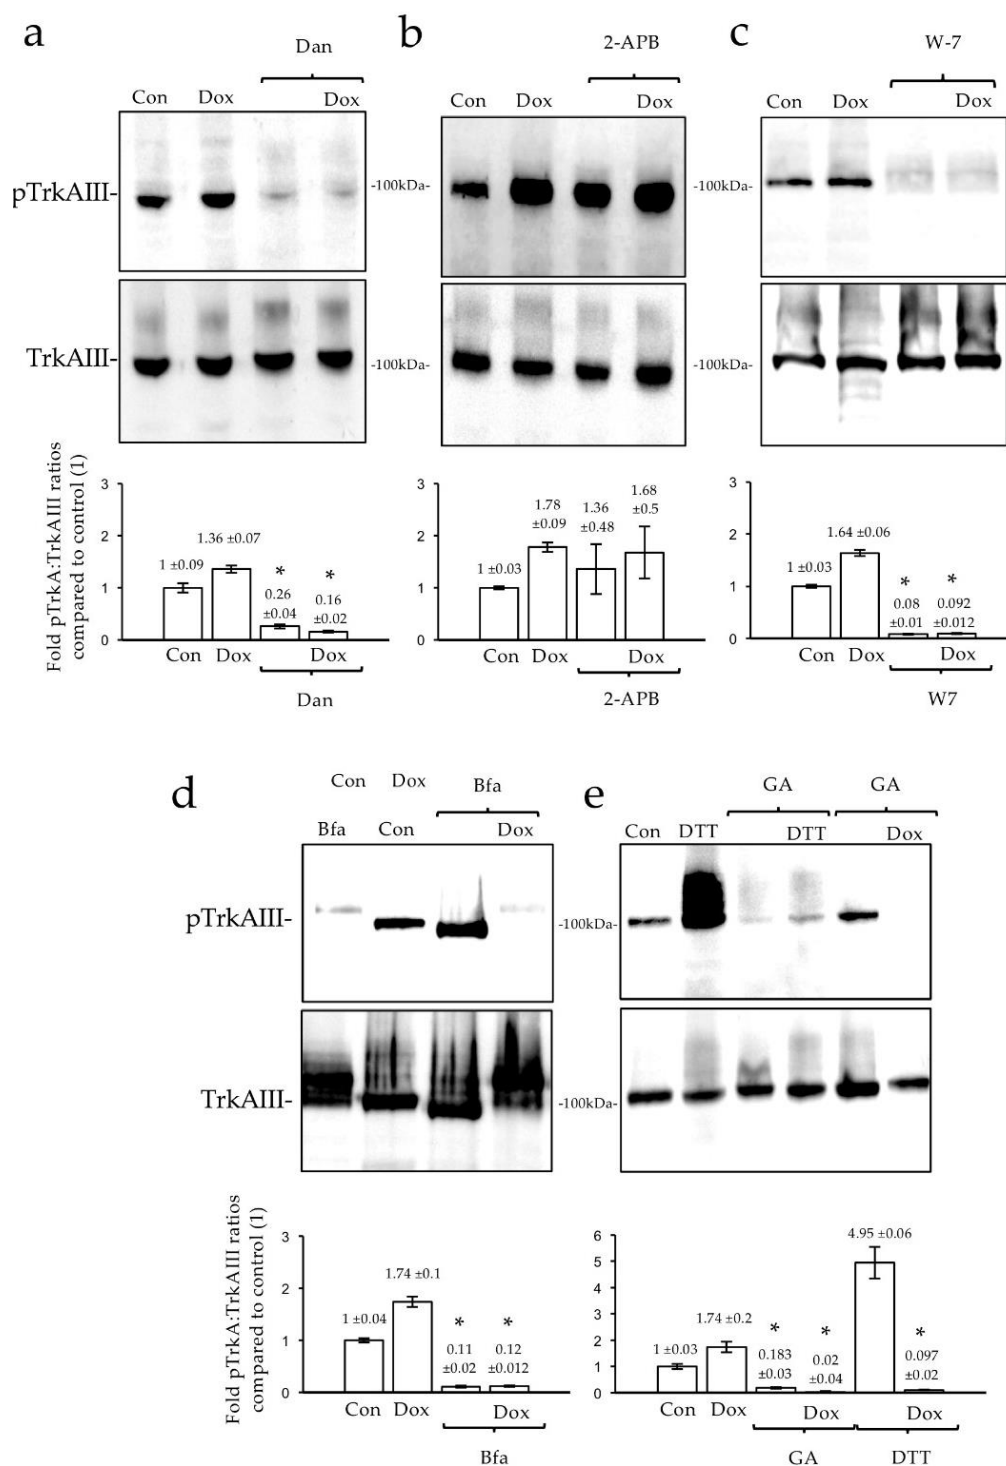 a b c
Dan 2-APB W-7
Con Dox Dox Con Dox Dox Con Dox Dox
pTrkAIII- -100kDa- -100kDa-
TrkAIII- -100kDa- -100kDa-
Fold pTrkA:TrkAIII ratios
compared to control (1)
3 2 1 0
1 ±0.09
1.36 ±0.07
*
0.26
±0.04
*
0.16
±0.02
Con Dox Dox
Dan
3 2 1 0
1 ±0.03
1.78
±0.09
1.36
±0.48
1.68
±0.5
Con Dox Dox
2-APB
3 2 1 0
1 ±0.03
1.64 ±0.06
*
0.08
±0.01
*
0.092
±0.012
Con Dox Dox
W7
d e
Con Dox Bfa GA GA
Bfa Con Dox Con DTT DTT Dox
pTrkAIII- -100kDa-
TrkAIII- -100kDa-
Fold pTrkA:TrkAIII ratios
compared to control (1)
3 2 1 0
1 ±0.04
1.74 ±0.1
*
0.11
±0.02
*
0.12
±0.012
Con Dox Dox
Bfa
6 5 4 3 2 1 0
1 ±0.03
1.74 ±0.2
*
0.183
±0.03
*
0.02
±0.04
4.95 ±0.06
*
0.097
±0.02
Con Dox Dox Dox
GA DTT